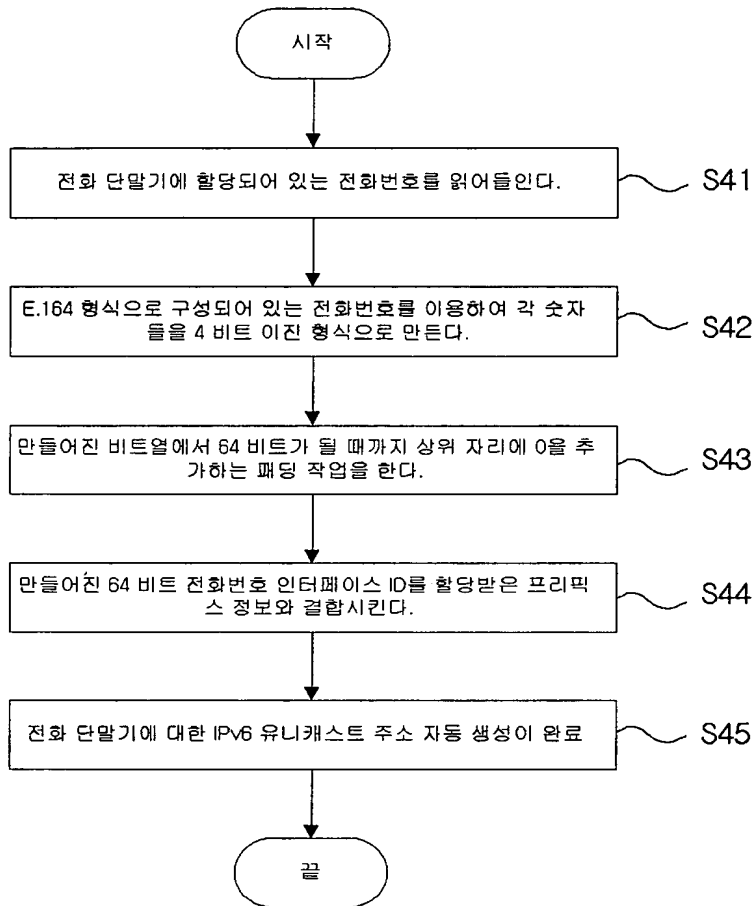 시작
전화 단말기에 할당되어 있는 전화번호를 읽어들인다.
S41
E.164 형식으로 구성되어 있는 전화번호를 이용하여 각 숫자
들을 4 비트 이진 형식으로 만든다.
S42
만들어진 비트열에서 64 비트가 될 때까지 상위 자리에 0을 추
가하는 패딩 작업을 한다.
S43
만들어진 64 비트 전화번호 인터페이스 ID를 할당받은 프리픽
스 정보와 결합시킨다.
S44
전화 단말기에 대한 IPv6 유니캐스트 주소 자동 생성이 완료
S45
끝